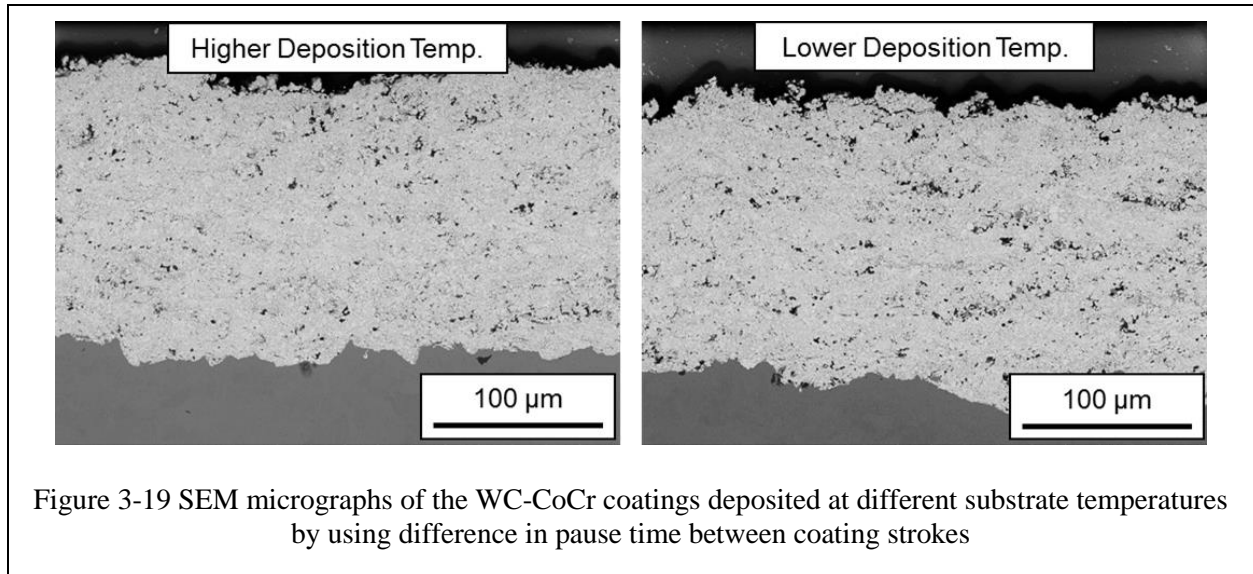 Higher Deposition Temp.
Lower Deposition Temp.
100 µm
100 µm
Figure 3-19 SEM micrographs of the WC-CoCr coatings deposited at different substrate temperatures
by using difference in pause time between coating strokes